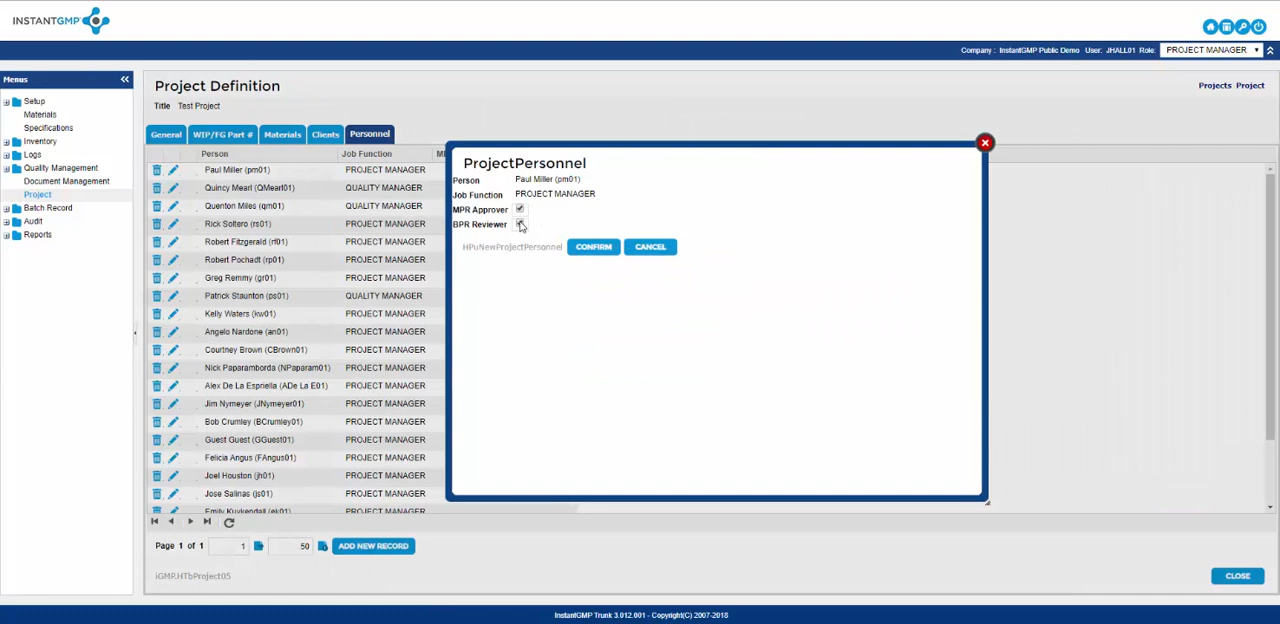 INSTANTGMP
Company : InstantGMP Public Demo User: JHALL01 Role: PROJECT MANAGER
Menus
Setup
Materials
Specifications
Inventory
Logs
Quality Management
Document Management
Project
Batch Record
Audit
Reports
Project Definition
Projects Project
Title Test Project
General WIP/FG Part # Materials Clients Personnel
Person Job Function
Paul Miller (pm01) PROJECT MANAGER
Quincy Mearl (QMearl01) QUALITY MANAGER
Quenton Miles (qm01) PROJECT MANAGER
Rick Soltero (rs01) PROJECT MANAGER
Robert Fitzgerald (rf01) PROJECT MANAGER
Robert Pochadt (rp01) PROJECT MANAGER
Greg Remmy (gr01) PROJECT MANAGER
Patrick Staunton (ps01) QUALITY MANAGER
Kelly Waters (kw01) PROJECT MANAGER
Angelo Nardone (an01) PROJECT MANAGER
Courtney Brown (CBrown01) PROJECT MANAGER
Nick Paparamborda (NPaparam01) PROJECT MANAGER
Alex De La Espriella (ADe La E01) PROJECT MANAGER
Jim Nymeyer (JNymeyer01) PROJECT MANAGER
Bob Crumley (BCrumley01) PROJECT MANAGER
Guest Guest (GGuest01) PROJECT MANAGER
Felicia Angus (FAngus01) PROJECT MANAGER
Joel Houston (jh01) PROJECT MANAGER
Jose Salinas (js01) PROJECT MANAGER
Emily Kuykendall (ek01) PROJECT MANAGER
ProjectPersonnel
Person Paul Miller (pm01)
Job Function PROJECT MANAGER
MPR Approver
BPR Reviewer
HPuNewProjectPersonnel CONFIRM CANCEL
Page 1 of 1 1 50 ADD NEW RECORD
iGMP.HTbProject05
CLOSE
InstantGMP Trunk 3.012.001 - Copyright(C) 2007-2018